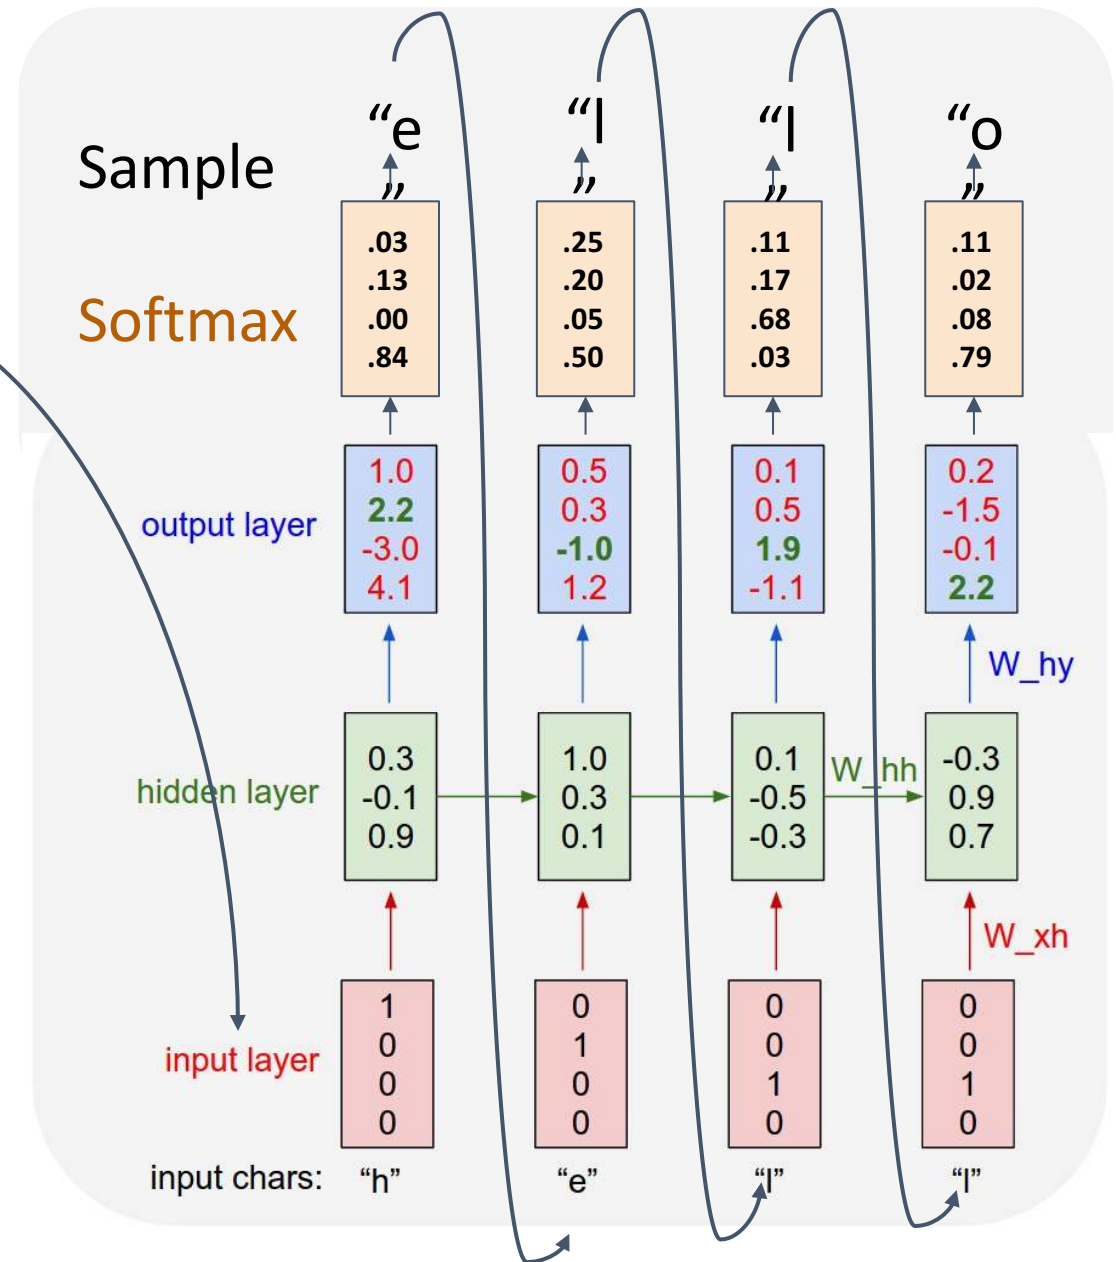 Sample “e “l “l “o
” ” ” ”
Softmax
.03 .25 .11 .11
.13 .20 .17 .02
.00 .05 .68 .08
.84 .50 .03 .79
output layer
1.0 0.5 0.1 0.2
2.2 0.3 0.5 -1.5
-3.0 -1.0 1.9 -0.1
4.1 1.2 -1.1 2.2
W_hy
hidden layer
0.3 1.0 0.1 W_hh -0.3
-0.1 0.3 -0.5 0.9
0.9 0.1 -0.3 0.7
W_xh
input layer
1 0 0 0
0 1 0 0
0 0 1 1
0 0 0 0
input chars: “h” “e” “l” “l”